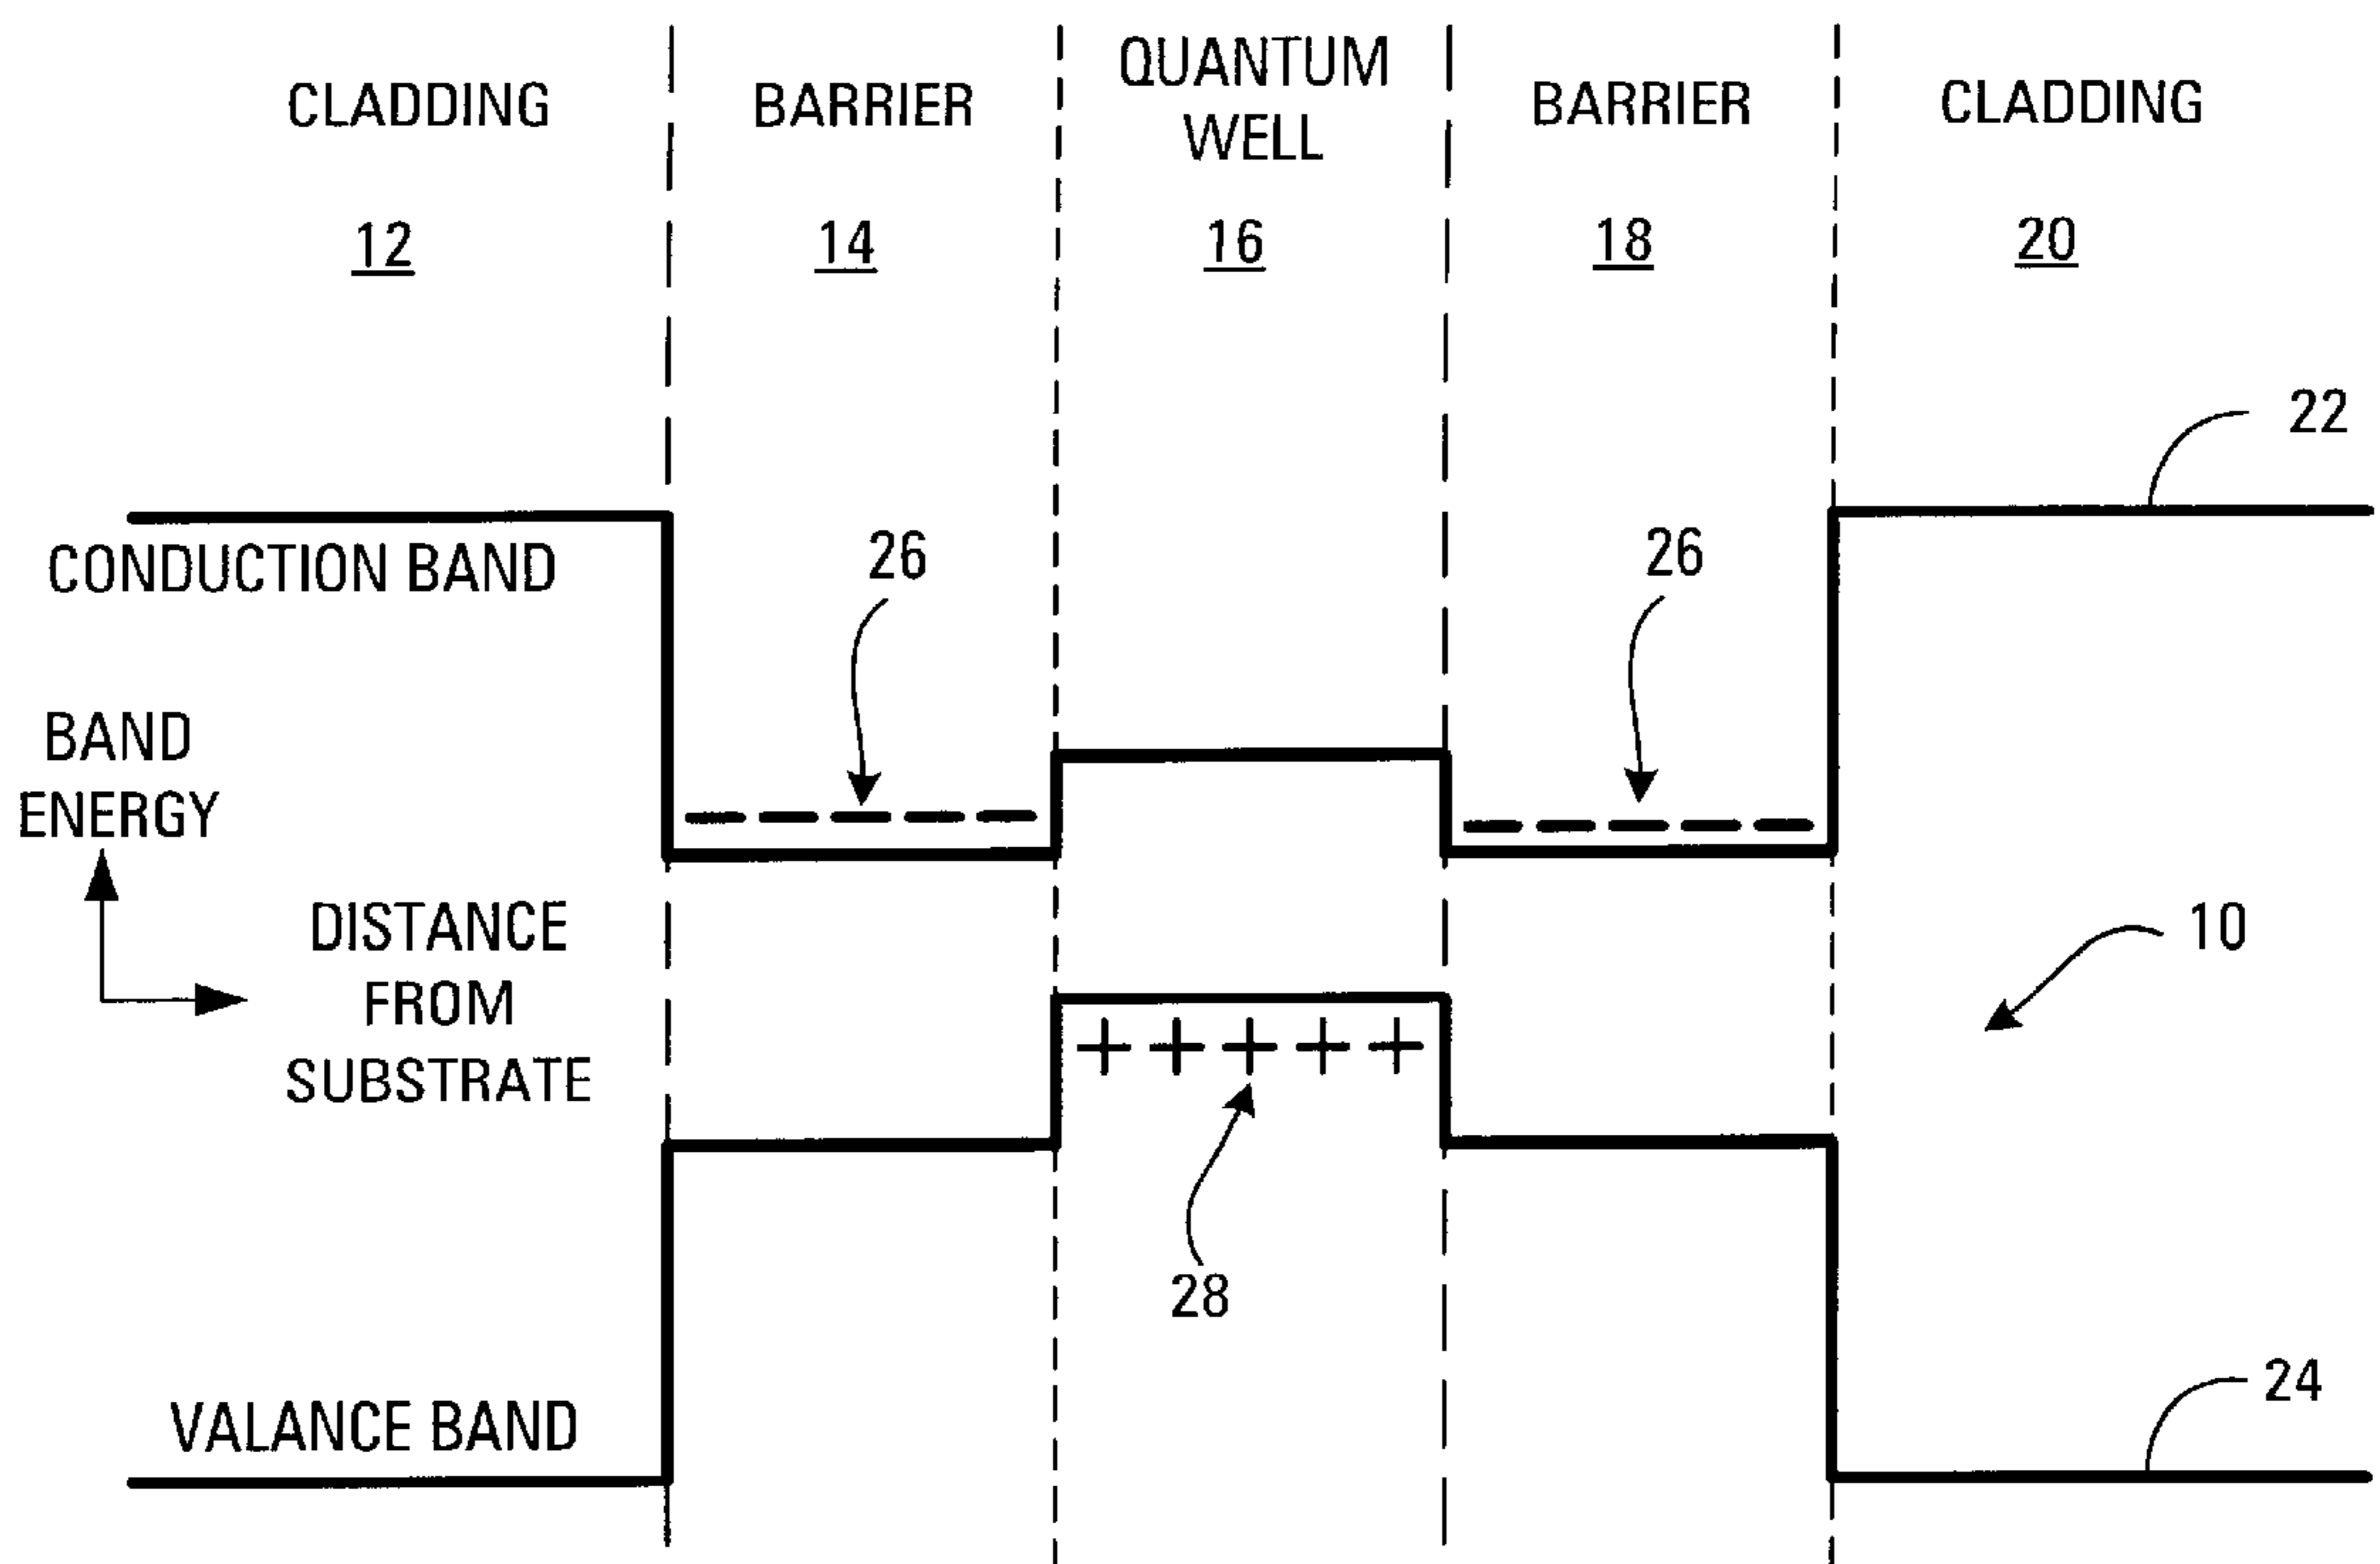 CLADDING
BARRIER
QUANTUM
WELL
BARRIER
CLADDING
12
14
16
18
20
22
CONDUCTION BAND
26
26
BAND
ENERGY
DISTANCE
FROM
SUBSTRATE
10
28
VALANCE BAND
24